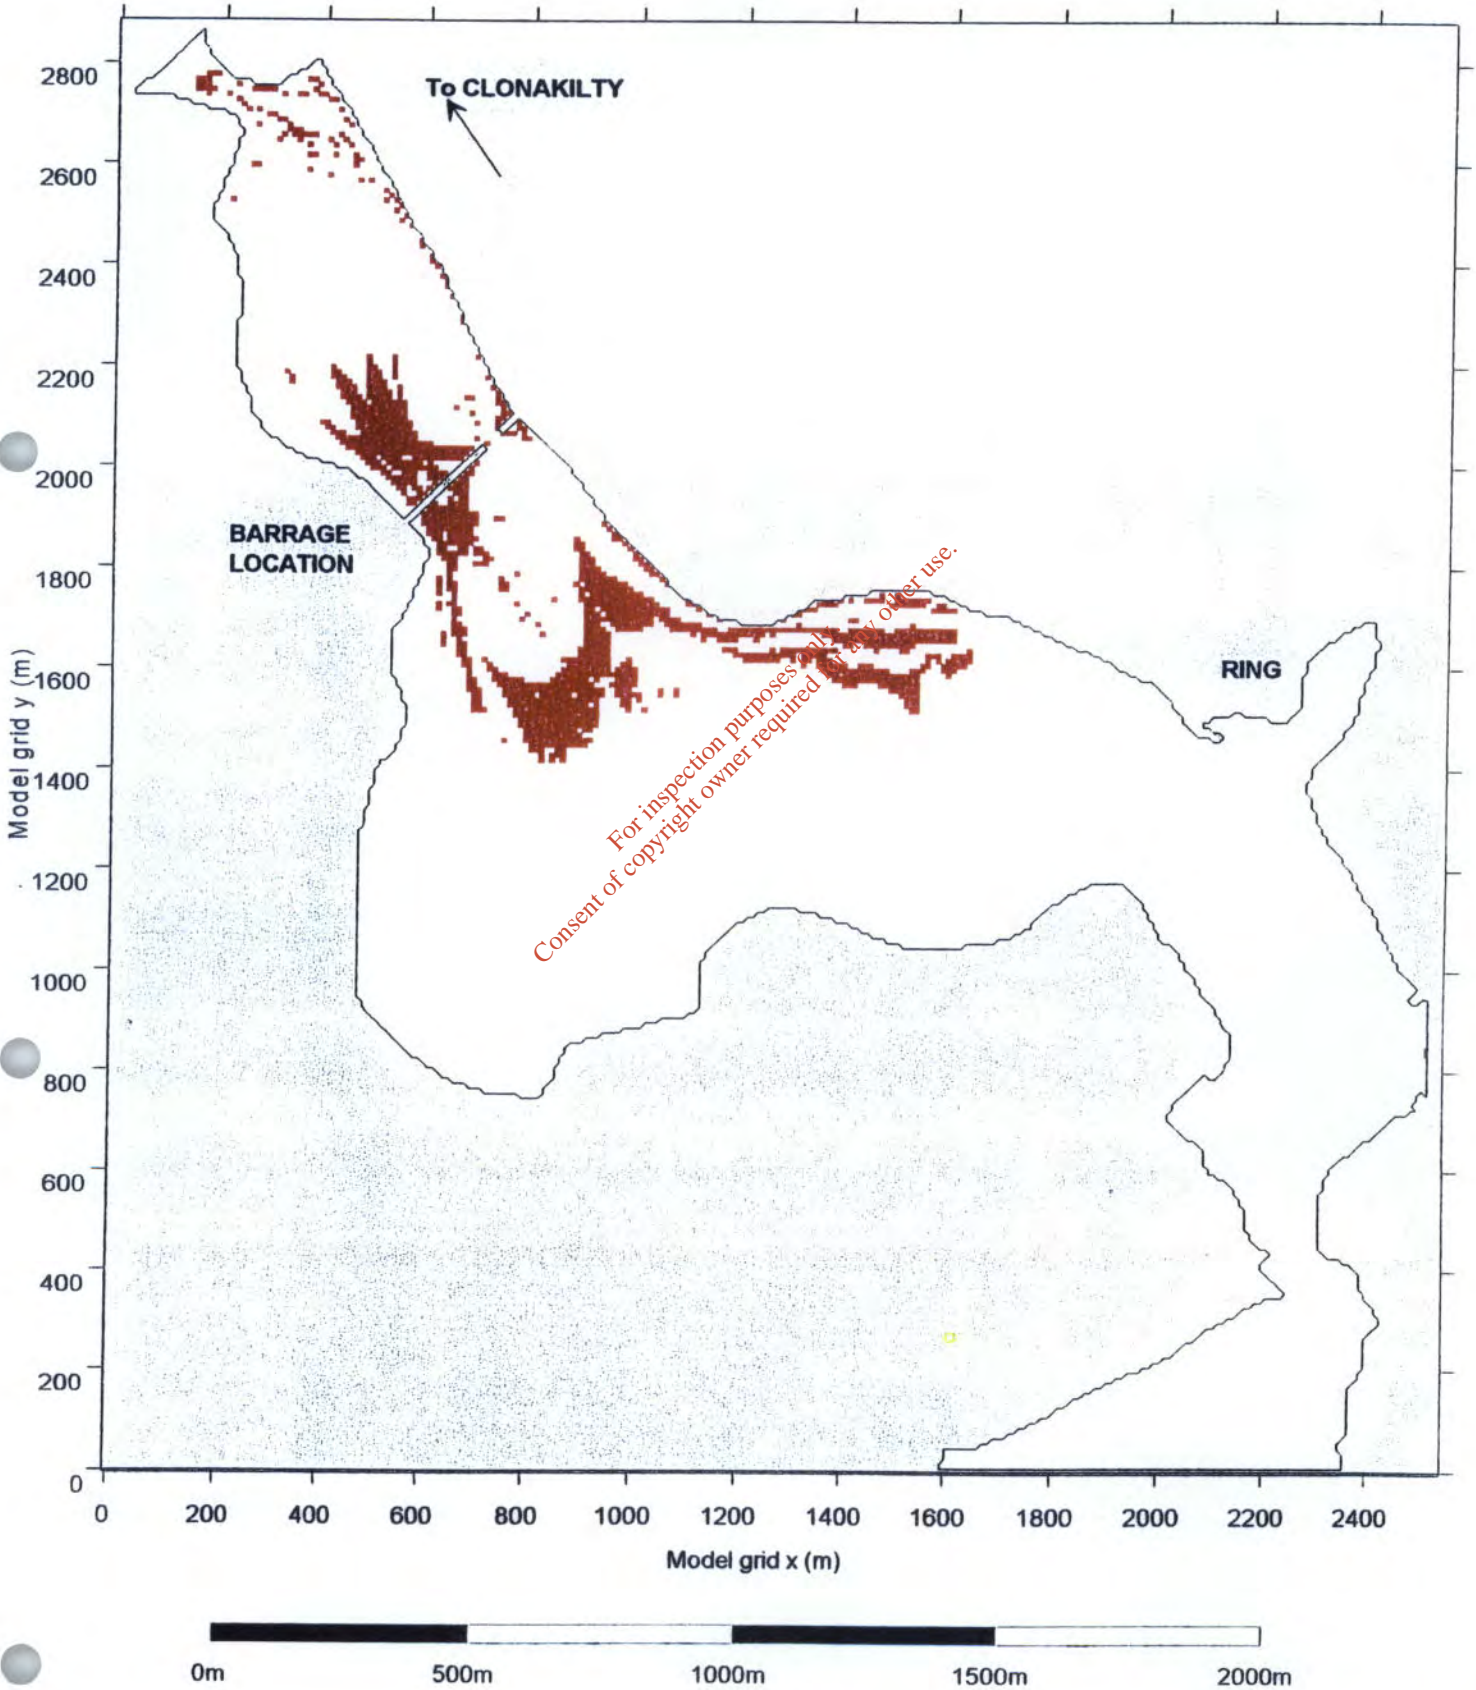 To CLONAKILTY
2800
2600
2400
2200
2000
BARRAGE
LOCATION
1800
1600
RING
1400
1200
1000
800
600
400
200
0
Model grid y (m)
For inspection purposes only.
Consent of copyright owner required for any other use.
0 200 400 600 800 1000 1200 1400 1600 1800 2000 2200 2400
Model grid x (m)
0m 500m 1000m 1500m 2000m